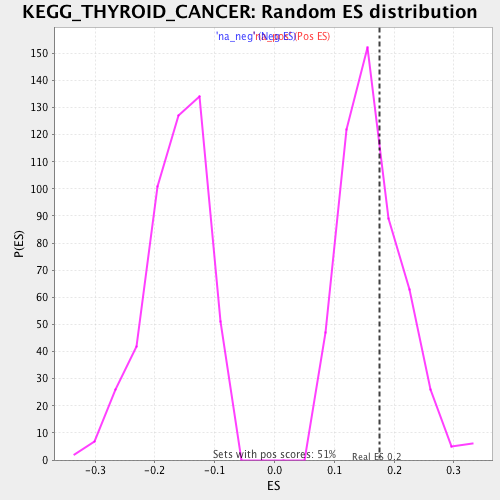 KEGG_THYROID_CANCER: Random ES distribution
'na_neg' (Neg ES)
'na_pos' (Pos ES)
150
140
130
120
110
100
90
80
70
60
50
40
30
20
10
0
P(ES)
Sets with pos scores: 51%
Real ES 0.2
-0.3 -0.2 -0.1 0.0 0.1 0.2 0.3
ES